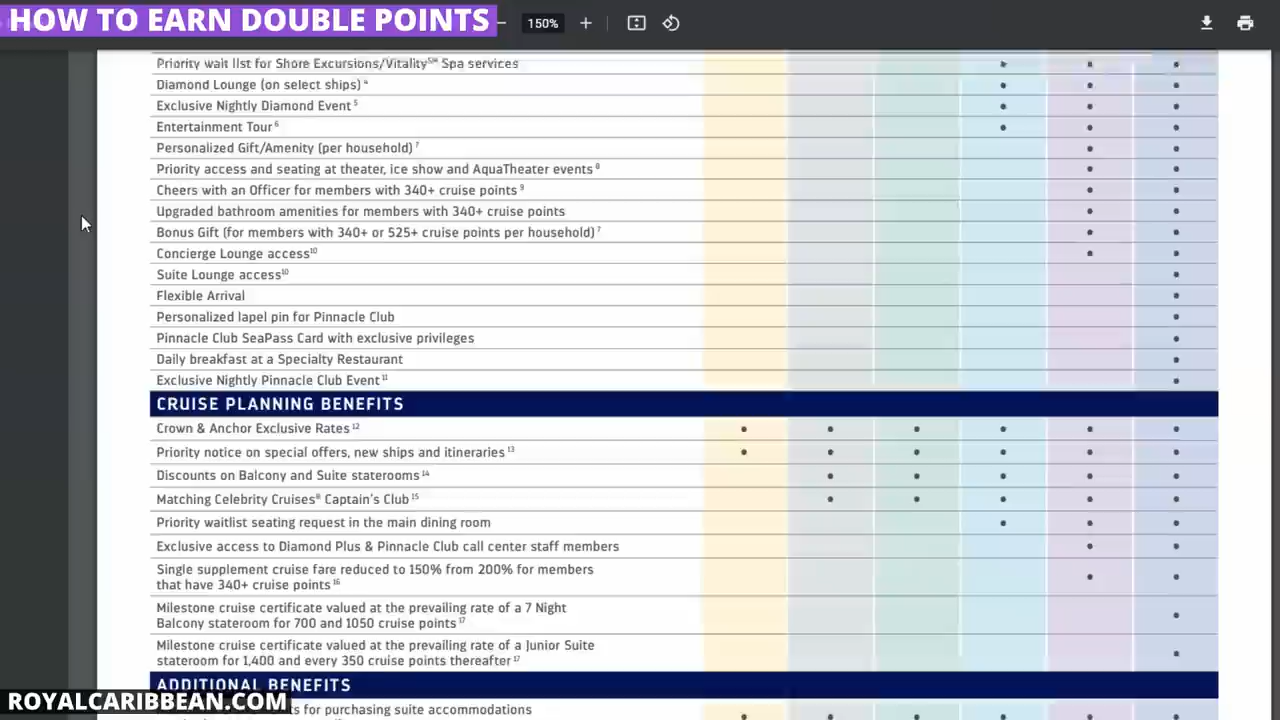 HOW TO EARN DOUBLE POINTS
150%
Priority wait list for Shore Excursions/Vitality℠ Spa services
Diamond Lounge (on select ships) ⁴
Exclusive Nightly Diamond Event ⁵
Entertainment Tour ⁶
Personalized Gift/Amenity (per household) ⁷
Priority access and seating at theater, ice show and AquaTheater events ⁸
Cheers with an Officer for members with 340+ cruise points ⁹
Upgraded bathroom amenities for members with 340+ cruise points
Bonus Gift (for members with 340+ or 525+ cruise points per household) ⁷
Concierge Lounge access¹⁰
Suite Lounge access¹⁰
Flexible Arrival
Personalized lapel pin for Pinnacle Club
Pinnacle Club SeaPass Card with exclusive privileges
Daily breakfast at a Specialty Restaurant
Exclusive Nightly Pinnacle Club Event ¹¹
CRUISE PLANNING BENEFITS
Crown & Anchor Exclusive Rates ¹²
Priority notice on special offers, new ships and itineraries ¹³
Discounts on Balcony and Suite staterooms ¹⁴
Matching Celebrity Cruises® Captain's Club ¹⁵
Priority waitlist seating request in the main dining room
Exclusive access to Diamond Plus & Pinnacle Club call center staff members
Single supplement cruise fare reduced to 150% from 200% for members
that have 340+ cruise points ¹⁶
Milestone cruise certificate valued at the prevailing rate of a 7 Night
Balcony stateroom for 700 and 1050 cruise points ¹⁷
Milestone cruise certificate valued at the prevailing rate of a Junior Suite
stateroom for 1,400 and every 350 cruise points thereafter ¹⁷
ADDITIONAL BENEFITS
ROYALCARIBBEAN.COM
for purchasing suite accommodations